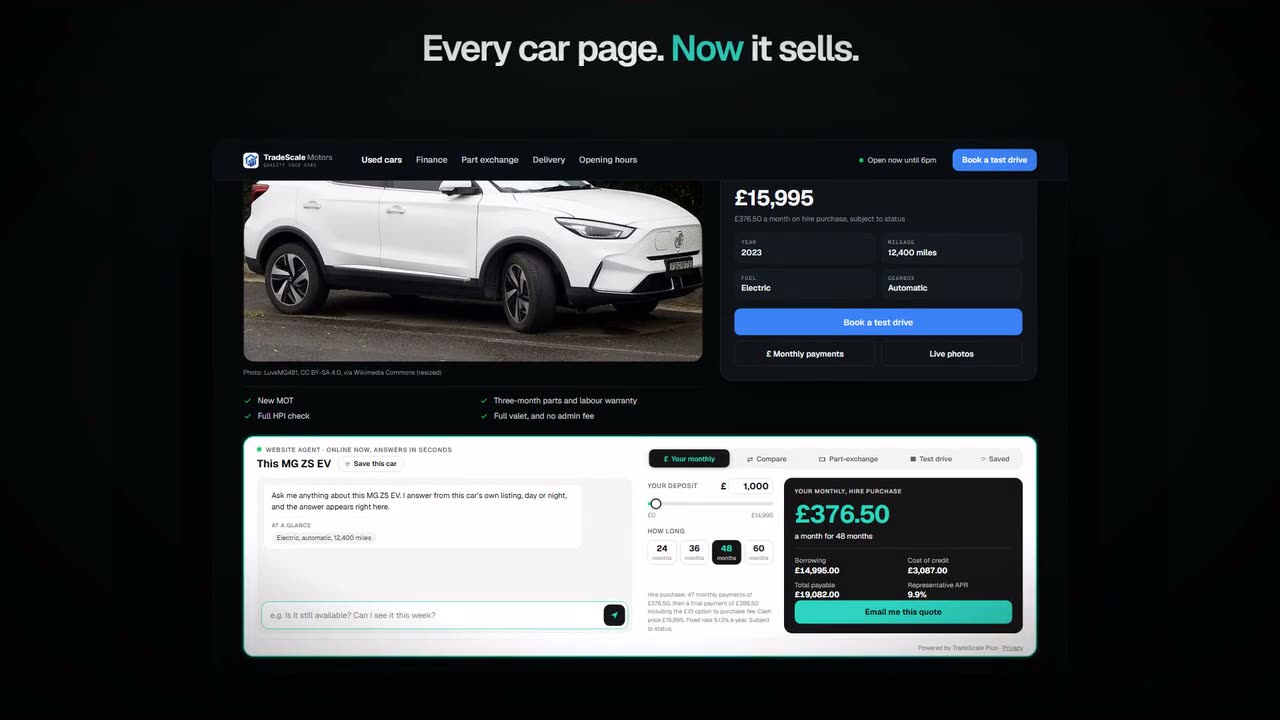 Every car page. Now it sells.
TradeScale Motors
QUALITY USED CARS
Used cars
Finance
Part exchange
Delivery
Opening hours
Open now until 6pm
Book a test drive
£15,995
£376.50 a month on hire purchase, subject to status
YEAR
2023
MILEAGE
12,400 miles
FUEL
Electric
GEARBOX
Automatic
Book a test drive
£ Monthly payments
Live photos
Photo: LuvsMG481, CC BY-SA 4.0, via Wikimedia Commons (resized)
New MOT
Three-month parts and labour warranty
Full HPI check
Full valet, and no admin fee
WEBSITE AGENT · ONLINE NOW, ANSWERS IN SECONDS
This MG ZS EV
Save this car
£ Your monthly
Compare
Part-exchange
Test drive
Saved
Ask me anything about this MG ZS EV. I answer from this car's own listing, day or night,
and the answer appears right here.
AT A GLANCE
Electric, automatic, 12,400 miles
e.g. Is it still available? Can I see it this week?
YOUR DEPOSIT
£ 1,000
£0
£14,995
HOW LONG
24 months
36 months
48 months
60 months
Hire purchase: 47 monthly payments of
£376.50, then a final payment of £386.50
including the £10 option to purchase fee. Cash
price £15,995. Fixed rate 5.13% a year. Subject
to status.
YOUR MONTHLY, HIRE PURCHASE
£376.50
a month for 48 months
Borrowing
£14,995.00
Cost of credit
£3,087.00
Total payable
£19,082.00
Representative APR
9.9%
Email me this quote
Powered by TradeScale Plus · Privacy